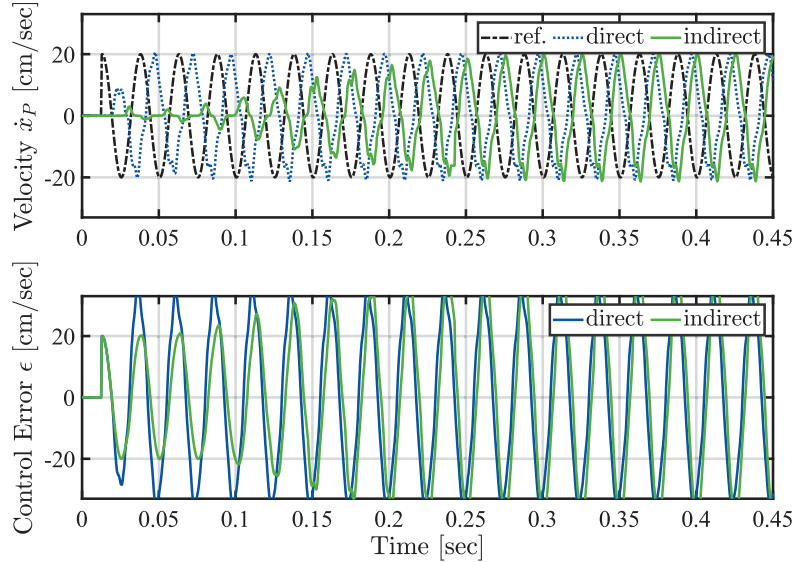 ref. direct indirect
Velocity ẋ_P [cm/sec]
20
0
-20
0 0.05 0.1 0.15 0.2 0.25 0.3 0.35 0.4 0.45
direct indirect
Control Error ϵ [cm/sec]
20
0
-20
0 0.05 0.1 0.15 0.2 0.25 0.3 0.35 0.4 0.45
Time [sec]